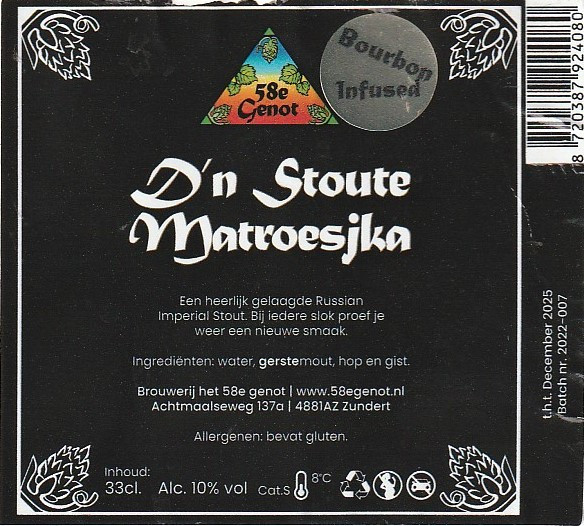 58e
Genot
Bourbon
Infused
D'n Stoute
Matroesjka
Een heerlijk gelaagde Russian
Imperial Stout. Bij iedere slok proef je
weer een nieuwe smaak.
Ingrediënten: water, gerstemout, hop en gist.
Brouwerij het 58e genot | www.58egenot.nl
Achtmaalseweg 137a | 4881AZ Zundert
Allergenen: bevat gluten.
Inhoud:
33cl. Alc. 10% vol Cat.S 8°C
8 720387 924080
t.h.t. December 2025
Batch nr. 2022-007